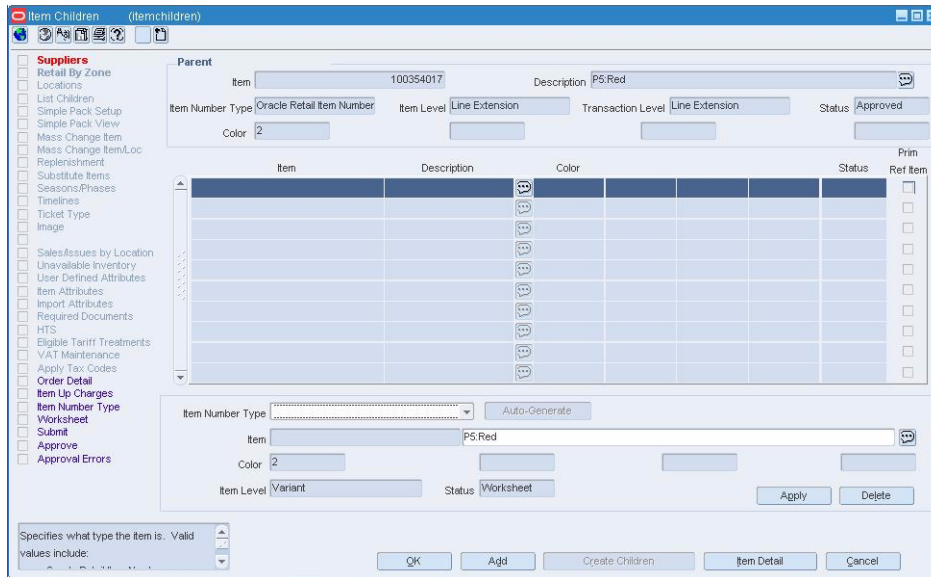 Item Children (itemchildren)
Suppliers
Retail By Zone
Locations
List Children
Simple Pack Setup
Simple Pack View
Mass Change Item
Mass Change Item/Loc
Replenishment
Substitute Items
Seasons/Phases
Timelines
Ticket Type
Image
Sales/Issues by Location
Unavailable Inventory
User Defined Attributes
Item Attributes
Import Attributes
Required Documents
HTS
Eligible Tariff Treatments
VAT Maintenance
Apply Tax Codes
Order Detail
Item Up Charges
Item Number Type
Worksheet
Submit
Approve
Approval Errors
Parent
Item 100354017 Description P5:Red
Item Number Type Oracle Retail Item Number Item Level Line Extension Transaction Level Line Extension Status Approved
Color 2
Prim
Item Description Color Status Ref Item
Item Number Type Auto-Generate
Item P5:Red
Color 2
Item Level Variant Status Worksheet
Apply Delete
Specifies what type the item is. Valid
values include:
OK Add Create Children Item Detail Cancel